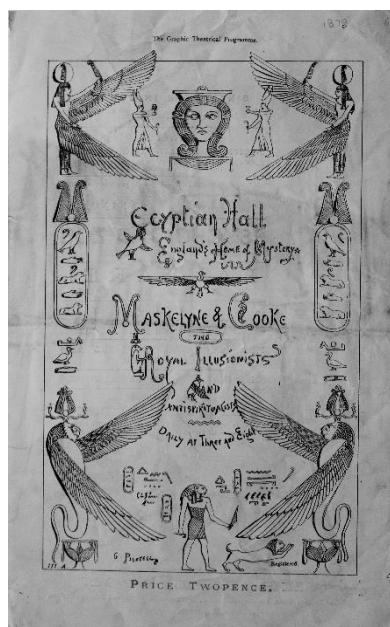 1878
The Graphic Theatrical Programme.
Egyptian Hall
England's Home of Mystery
Maskelyne & Cooke
THE
Royal Illusionists
AND
ANTISPIRITUALISTS
DAILY AT Three AND Eight
Registered
PRICE TWOPENCE.